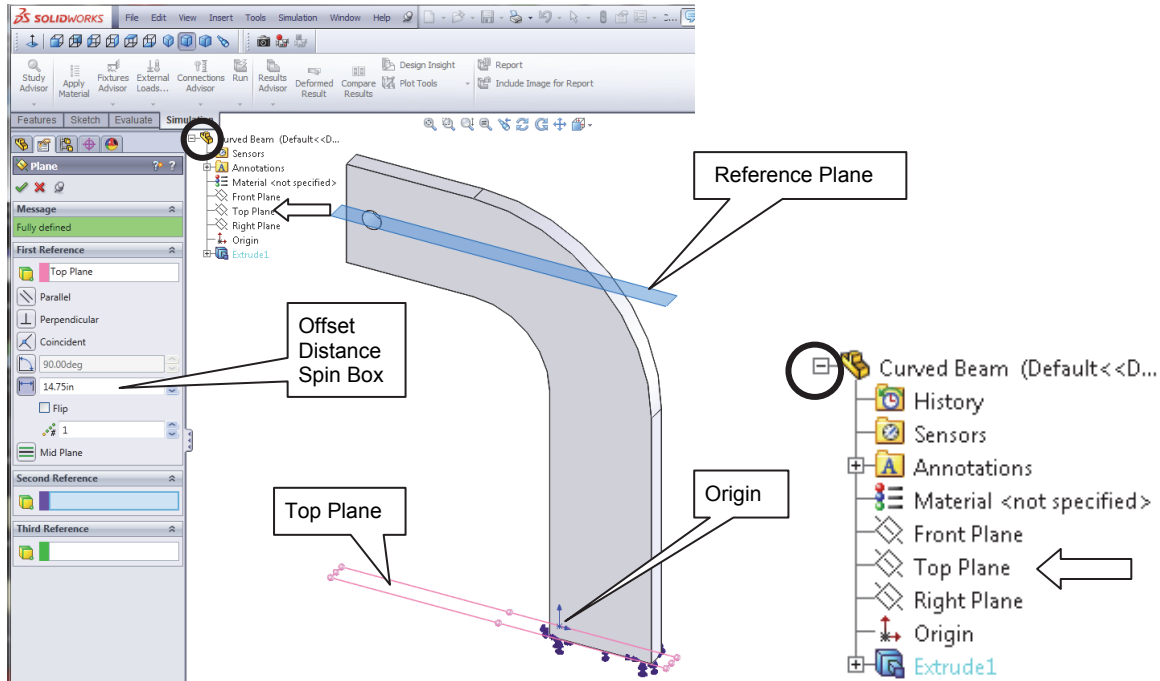 SOLIDWORKS File Edit View Insert Tools Simulation Window Help
Study Advisor
Apply Material
Fixtures Advisor
External Loads...
Connections Advisor
Run
Results Advisor
Deformed Result
Compare Results
Design Insight
Plot Tools
Report
Include Image for Report
Features Sketch Evaluate Simulation
Plane
? ?
Message
Fully defined
First Reference
Top Plane
Parallel
Perpendicular
Coincident
90.00deg
14.75in
Flip
1
Mid Plane
Second Reference
Third Reference
Curved Beam (Default<<D...
Sensors
A Annotations
Material <not specified>
Front Plane
Top Plane
Right Plane
Origin
Extrude1
Reference Plane
Offset
Distance
Spin Box
Top Plane
Origin
Curved Beam (Default<<D...
History
Sensors
A Annotations
Material <not specified>
Front Plane
Top Plane
Right Plane
Origin
Extrude1